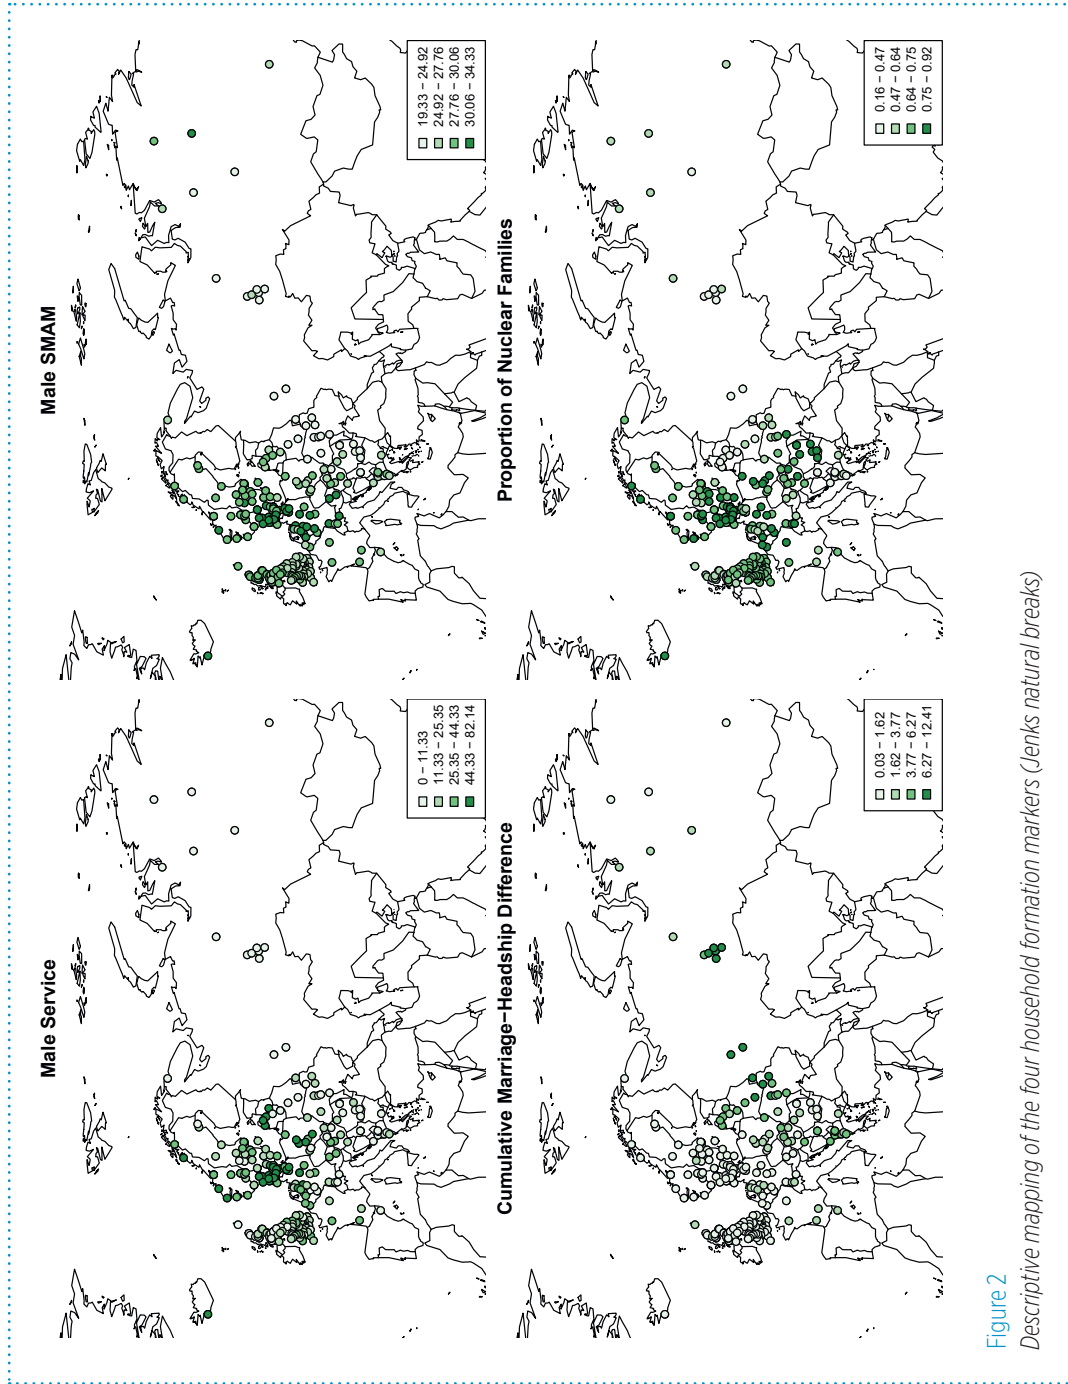 Male Service
0 – 11.33
11.33 – 25.35
25.35 – 44.33
44.33 – 82.14
Male SMAM
19.33 – 24.92
24.92 – 27.76
27.76 – 30.06
30.06 – 34.33
Cumulative Marriage–Headship Difference
0.03 – 1.62
1.62 – 3.77
3.77 – 6.27
6.27 – 12.41
Proportion of Nuclear Families
0.16 – 0.47
0.47 – 0.64
0.64 – 0.75
0.75 – 0.92
Figure 2
Descriptive mapping of the four household formation markers (Jenks natural breaks)